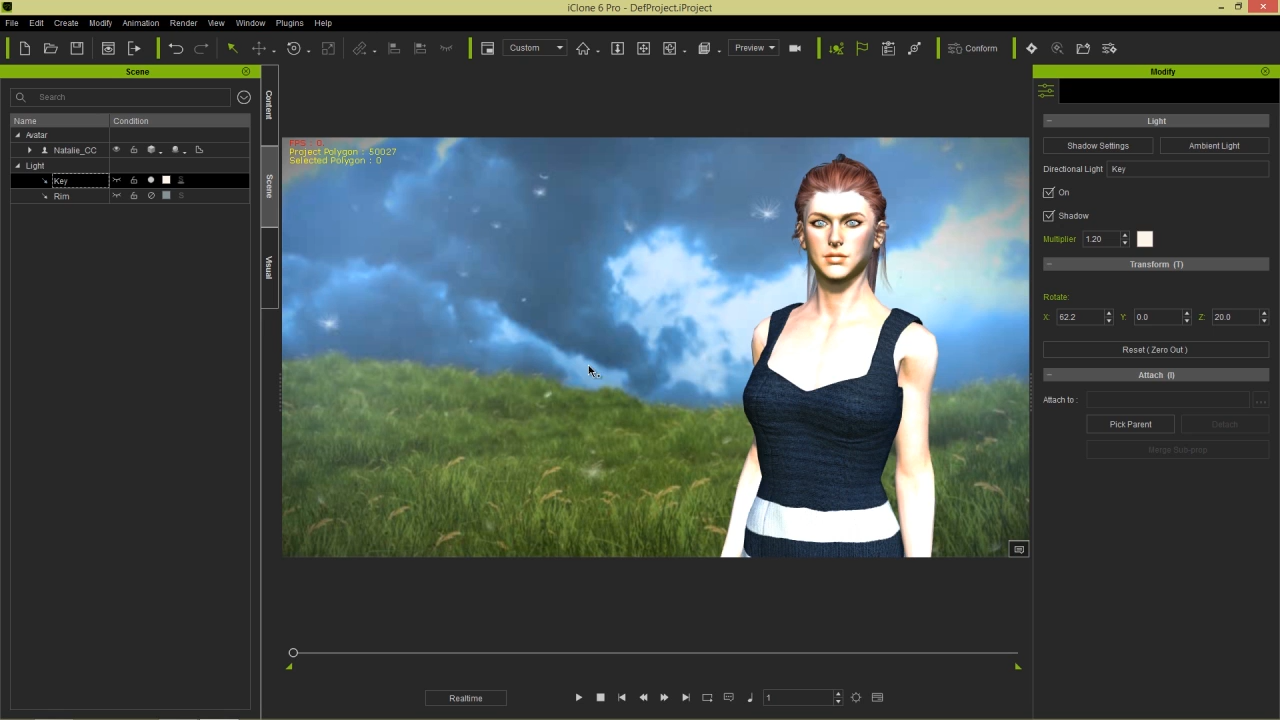 iClone 6 Pro - DefProject.iProject
File Edit Create Modify Animation Render View Window Plugins Help
Custom Preview Conform
Scene
Search
Name Condition
Avatar
Natalie_CC
Light
Key
Rim
S
Content
Scene
Visual
FPS : 0
Project Polygon : 50027
Selected Polygon : 0
Modify
Light
Shadow Settings Ambient Light
Directional Light Key
On
Shadow
Multiplier 1.20
Transform (T)
Rotate:
X: 62.2 Y: 0.0 Z: 20.0
Reset ( Zero Out )
Attach (I)
Attach to : ...
Pick Parent Detach
Merge Sub-prop
Realtime 1